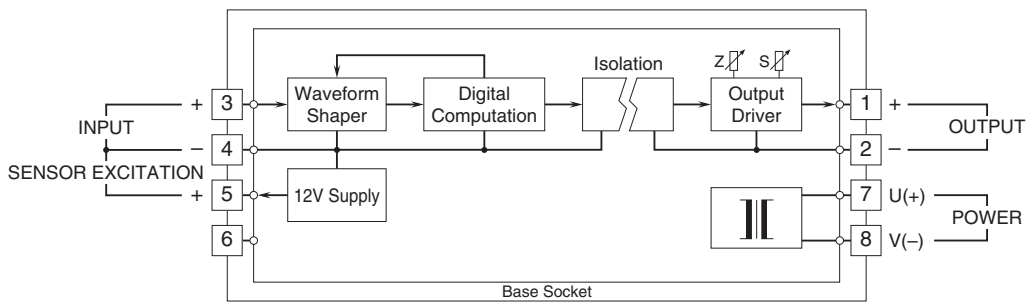 Isolation
Z
S
Waveform
Shaper
Digital
Computation
Output
Driver
+
3
1
+
INPUT
OUTPUT
–
4
2
–
SENSOR EXCITATION
+
5
12V Supply
7
U(+)
POWER
6
8
V(–)
Base Socket